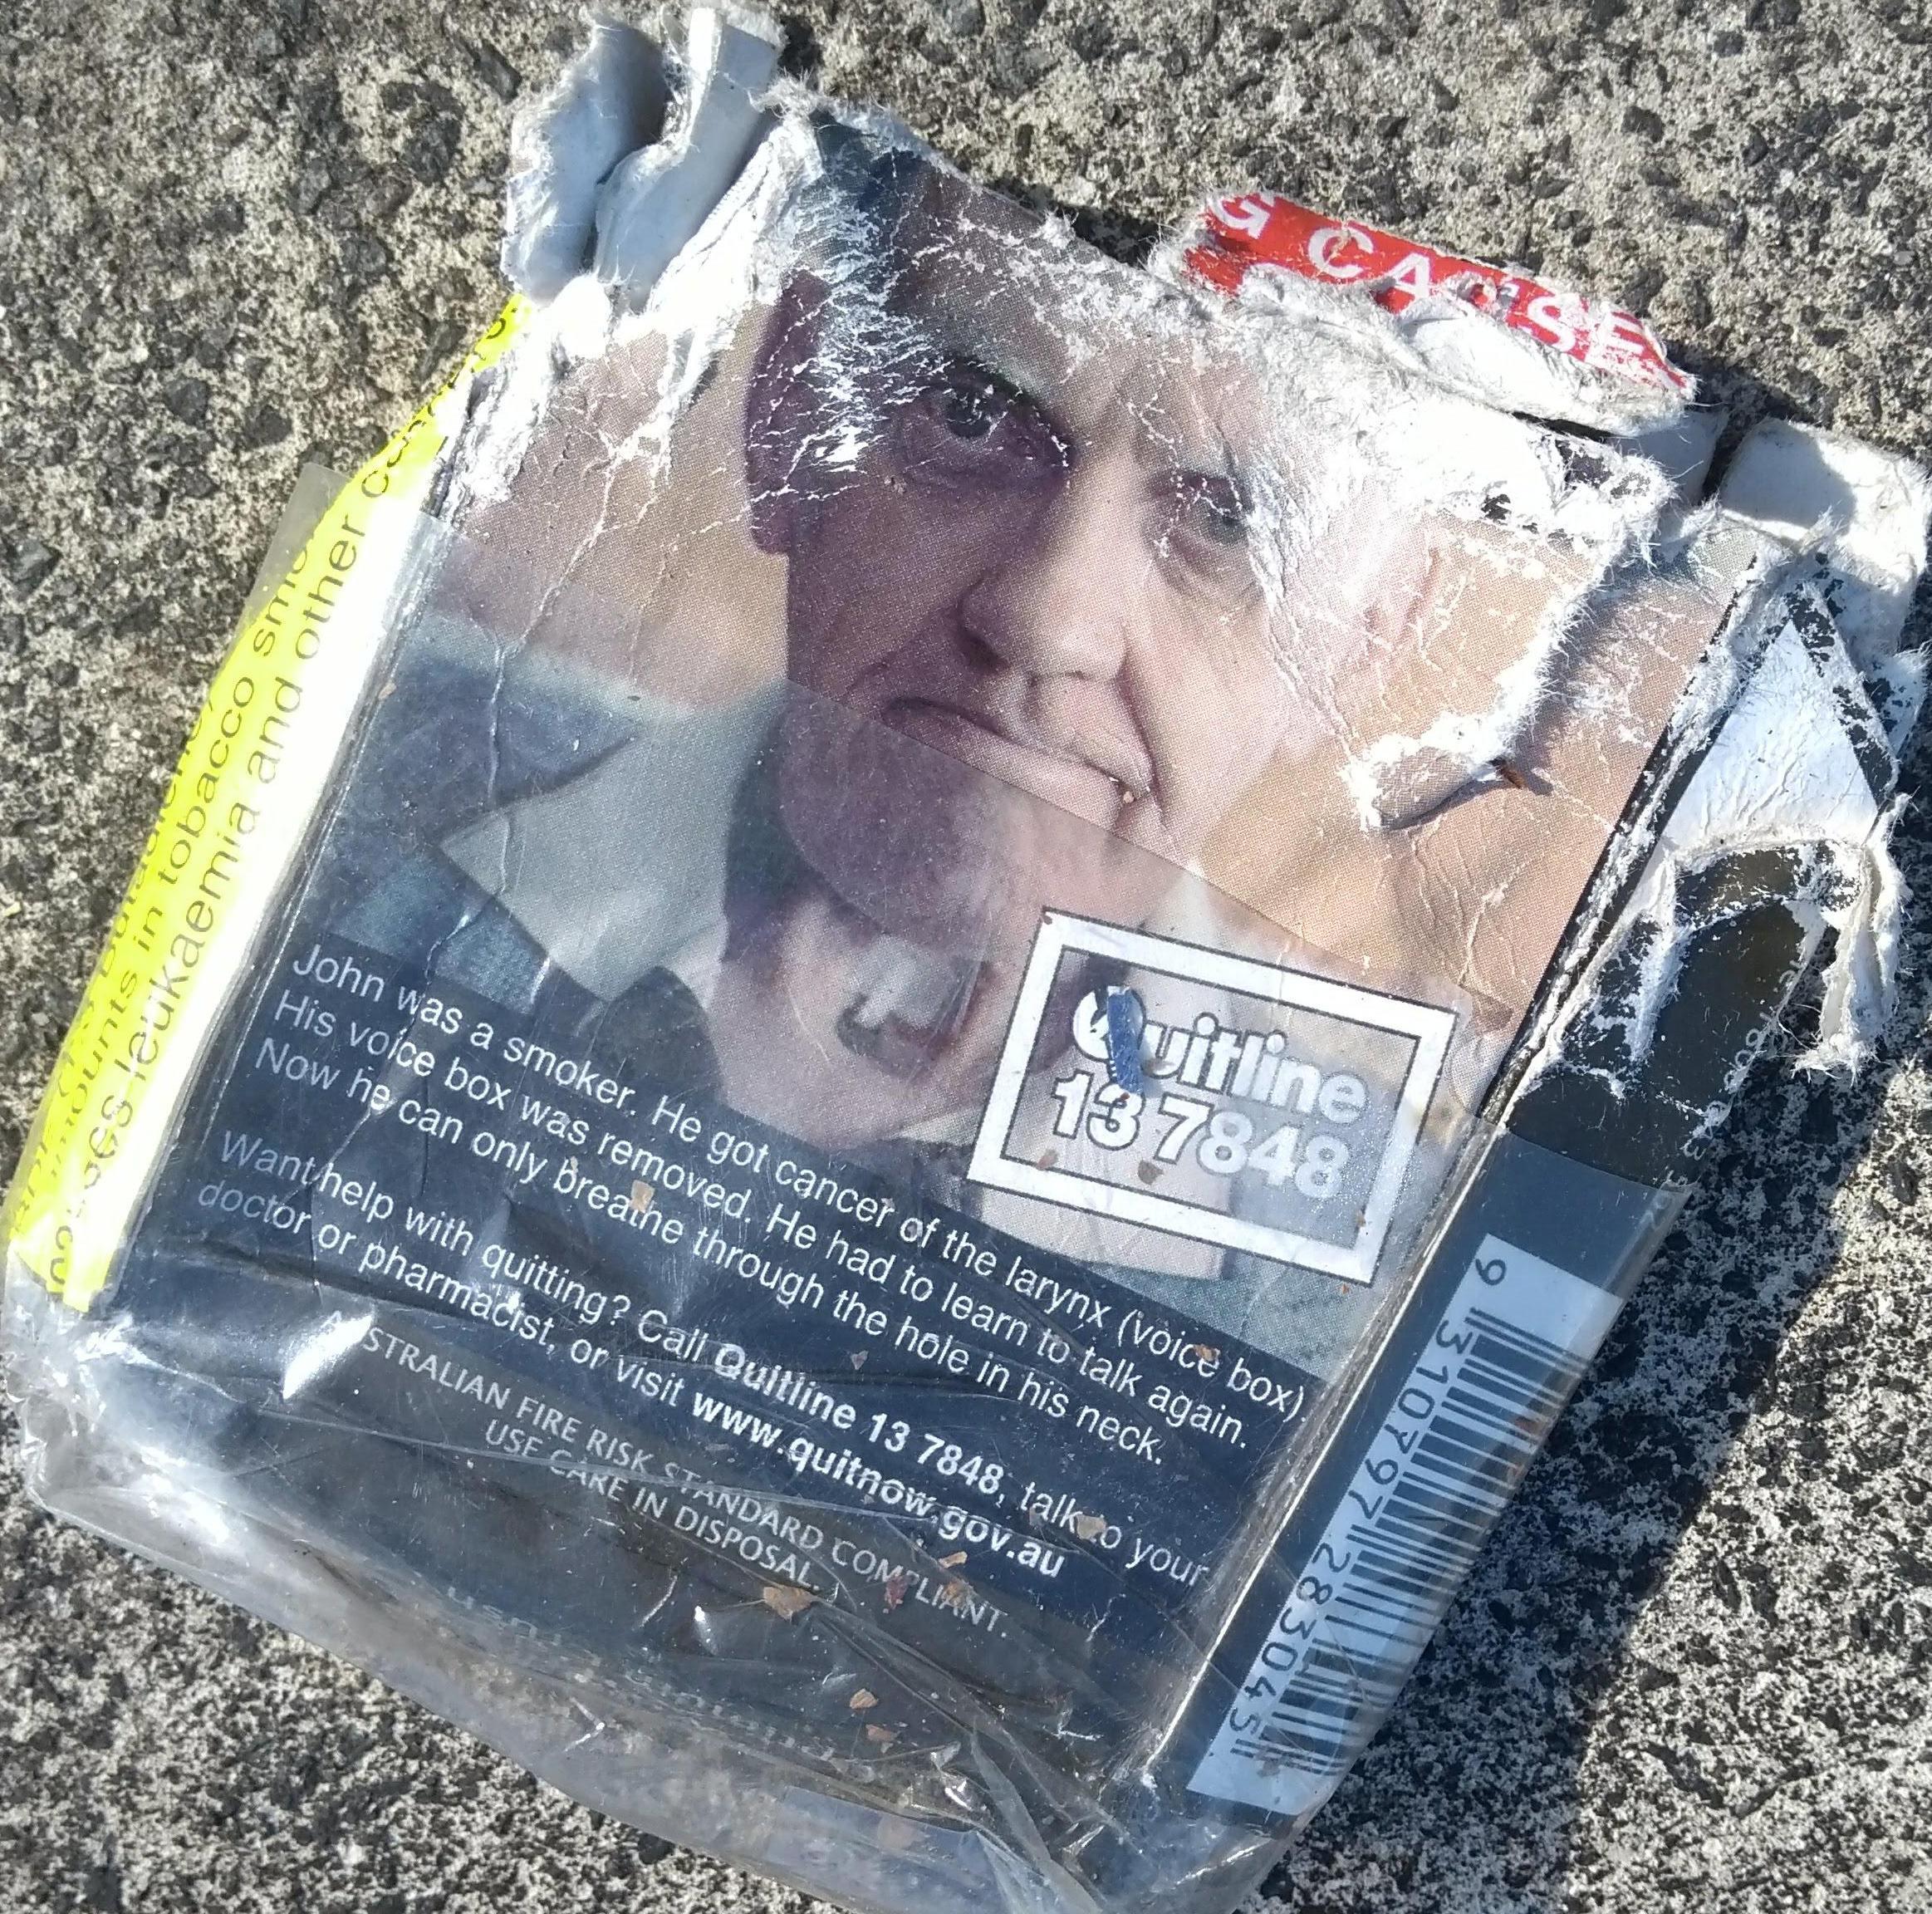 G CAUSE
Quitline
13 7848
John was a smoker. He got cancer of the larynx (voice box).
His voice box was removed. He had to learn to talk again.
Now he can only breathe through the hole in his neck.
Want help with quitting? Call Quitline 13 7848, talk to your
doctor or pharmacist, or visit www.quitnow.gov.au
AUSTRALIAN FIRE RISK STANDARD COMPLIANT.
USE CARE IN DISPOSAL.
amounts in tobacco smo
causes leukaemia and other canc
9 310797 283045